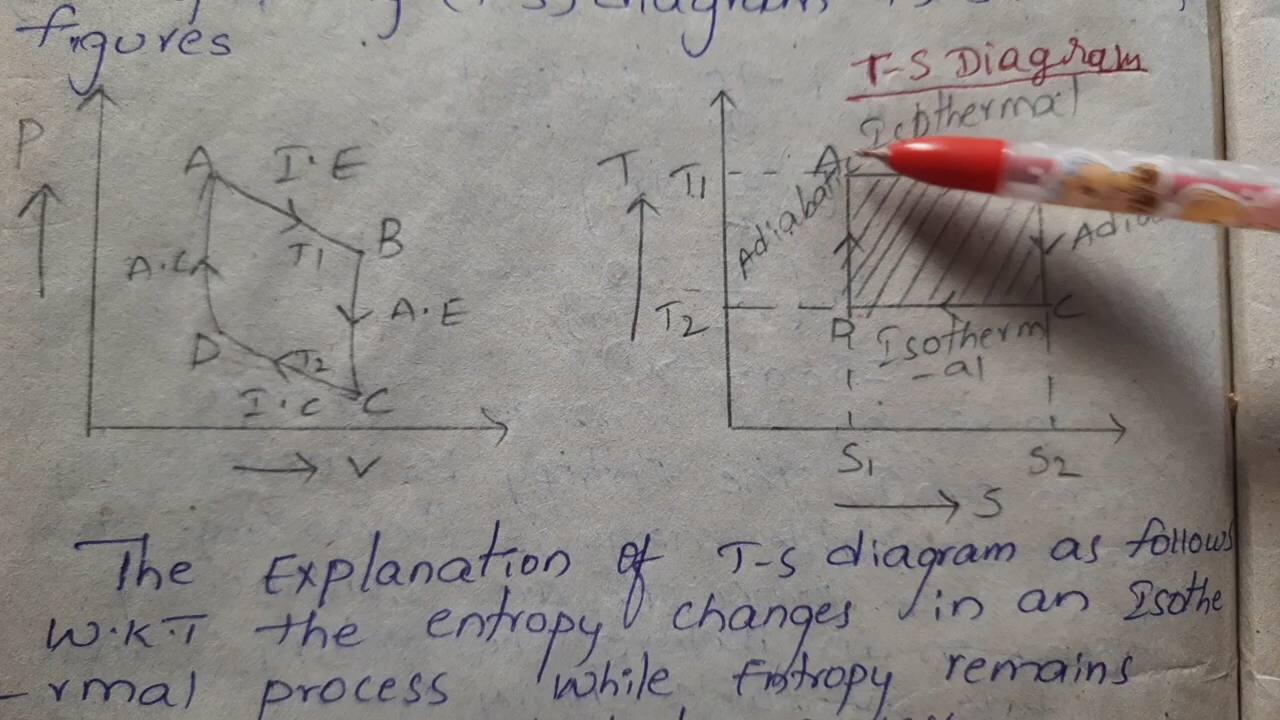 (T-S) Diagram
figures
T-S Diagram
P
A
I.E
T1
B
A.C
A.E
D
T2
I.C
C
V
T
T1
A
Isothermal
Adiabatic
T2
D
Isotherm
-al
C
S1
S2
S
The Explanation of T-S diagram as follows
W.K.T the entropy changes in an Isothe
-rmal process while Entropy remains